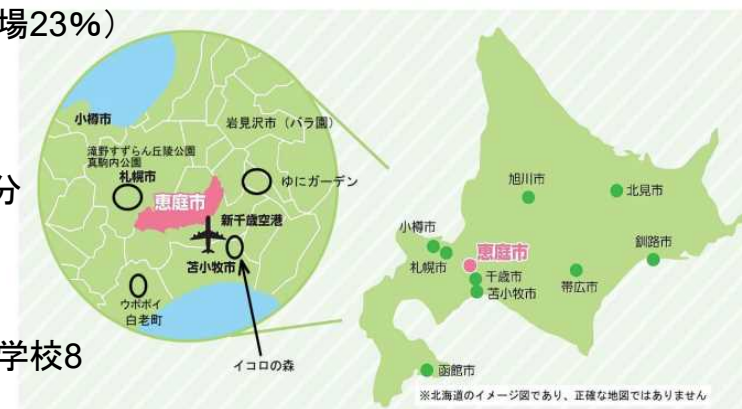 場23%）
分
学校8
小樽市
岩見沢市（バラ園）
滝野すずらん丘陵公園
真駒内公園
札幌市
ゆにガーデン
恵庭市
新千歳空港
苫小牧市
ウポポイ
白老町
イコロの森
旭川市
北見市
小樽市
札幌市
恵庭市
釧路市
千歳市
苫小牧市
帯広市
函館市
※北海道のイメージ図であり、正確な地図ではありません